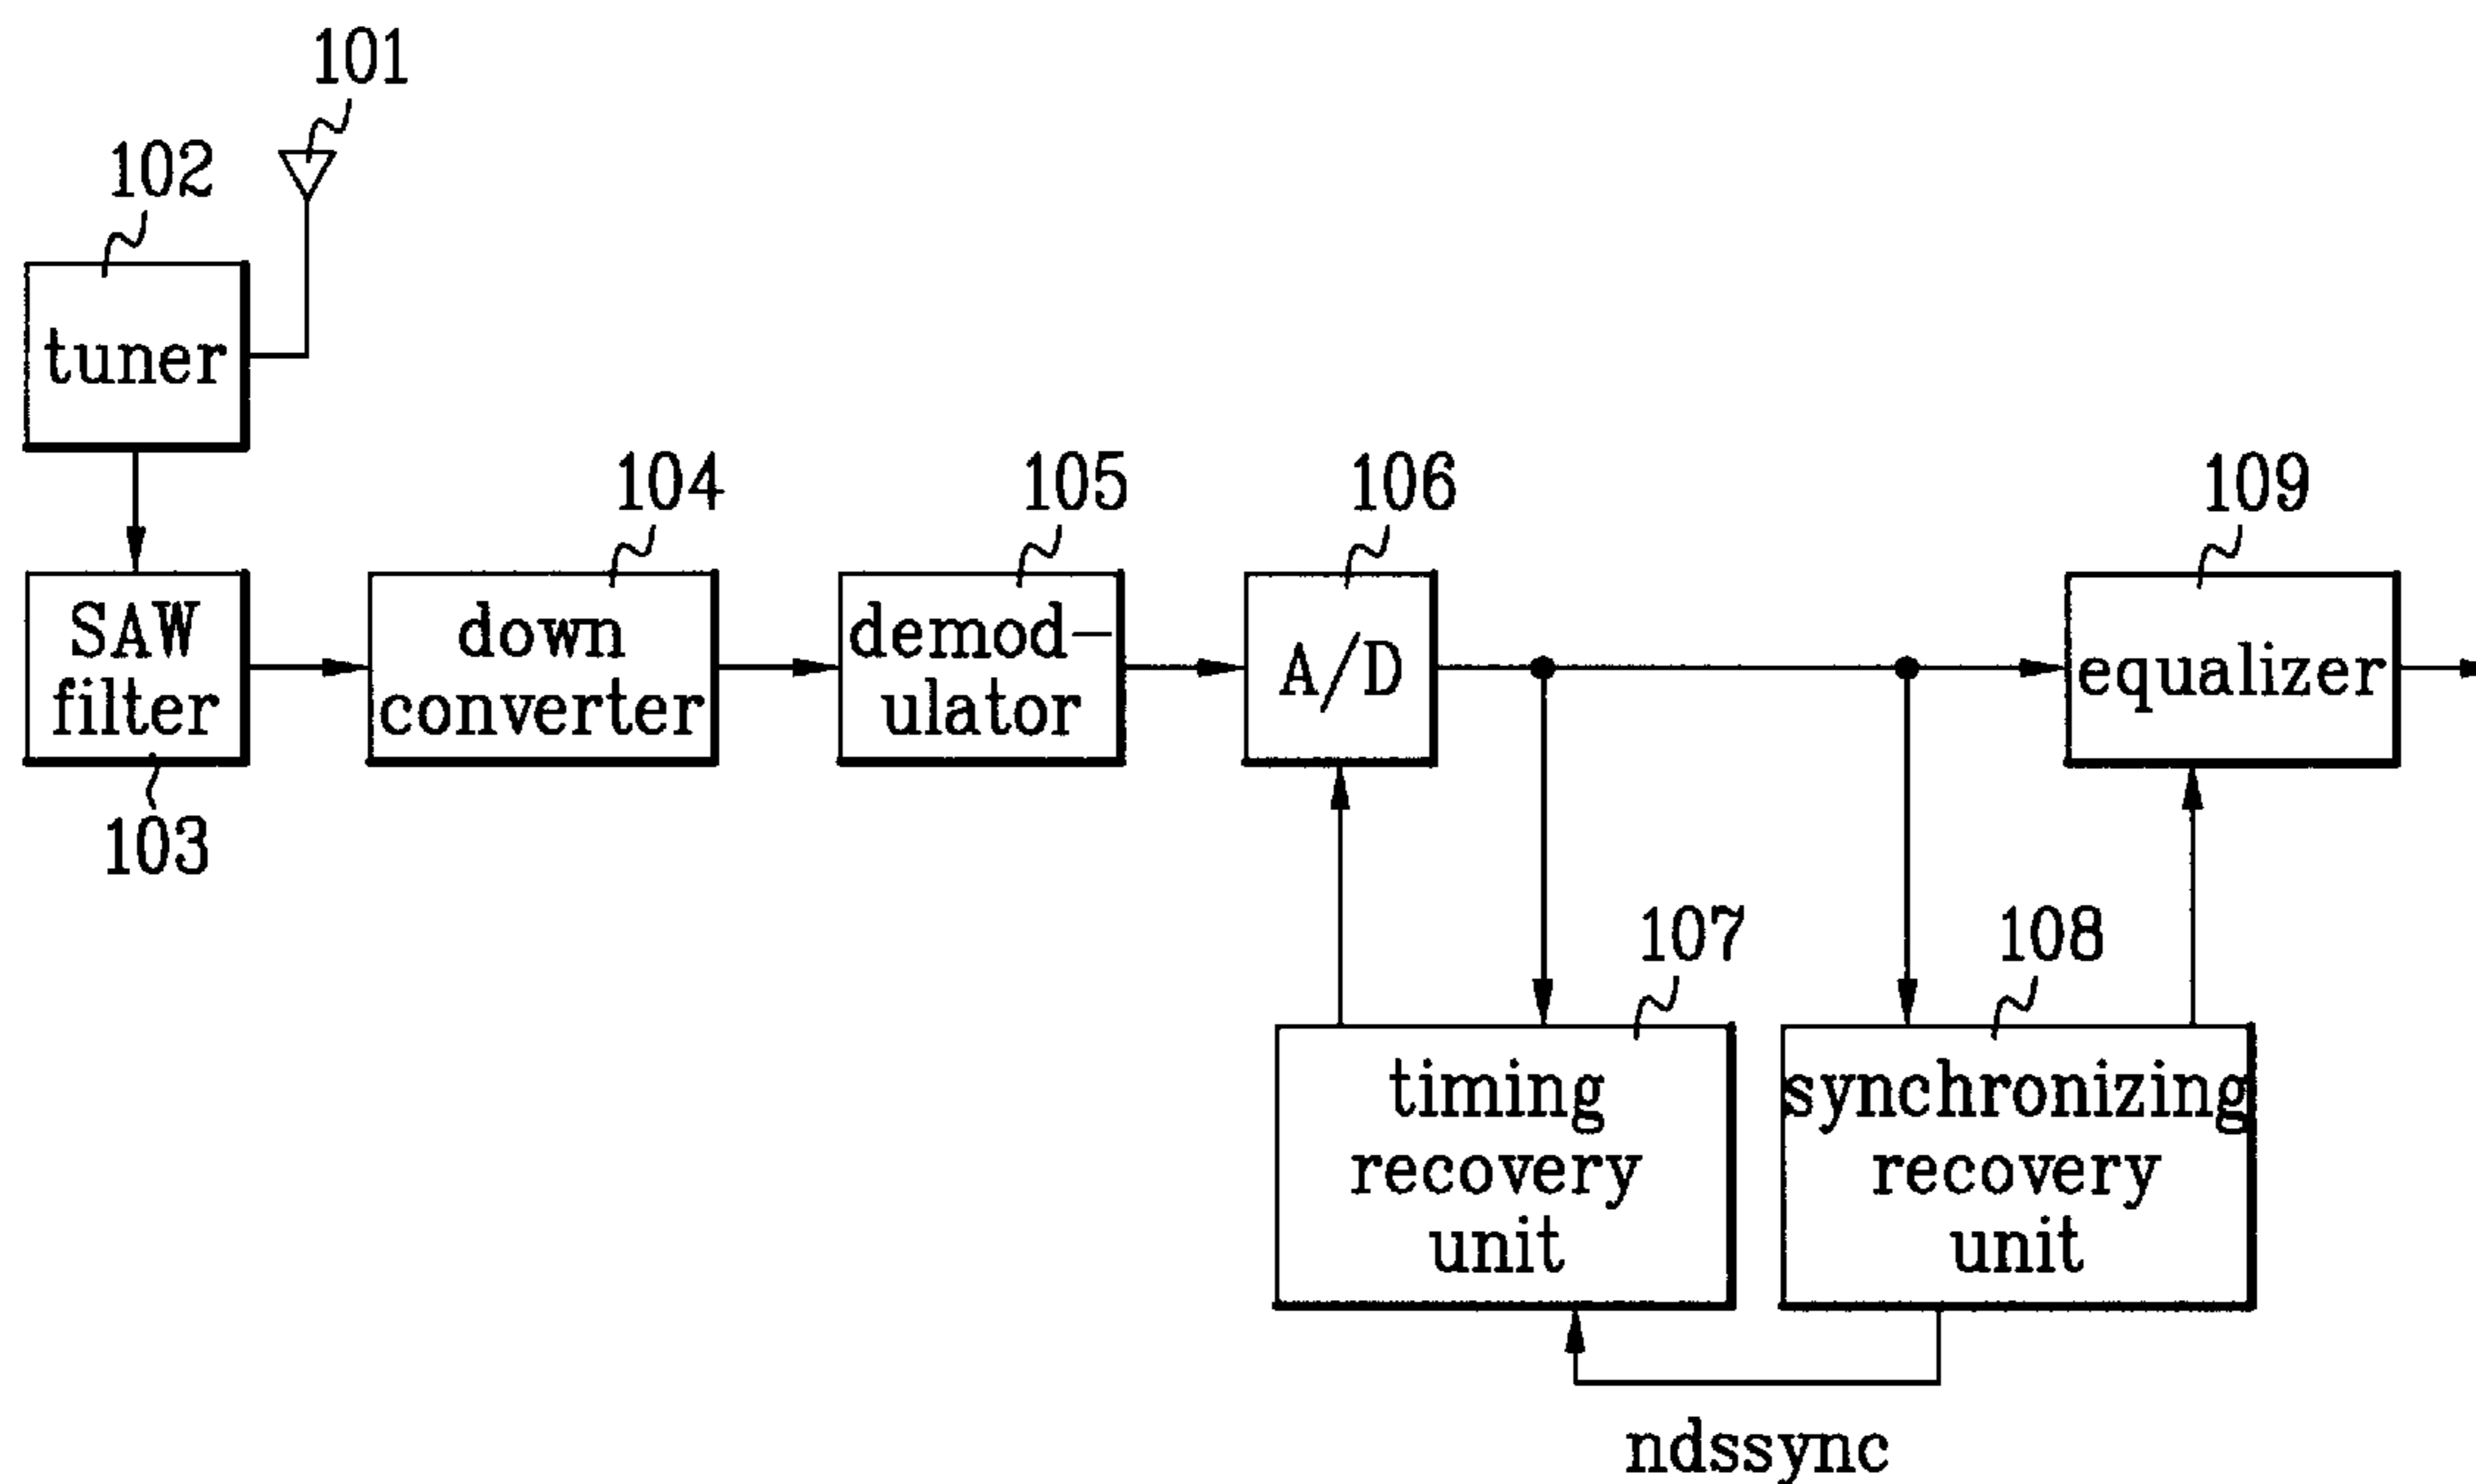 101
102
tuner
104
105
106
109
SAW
filter
down
converter
demod-
ulator
A/D
equalizer
103
107
108
timing
recovery
unit
synchronizing
recovery
unit
ndssync